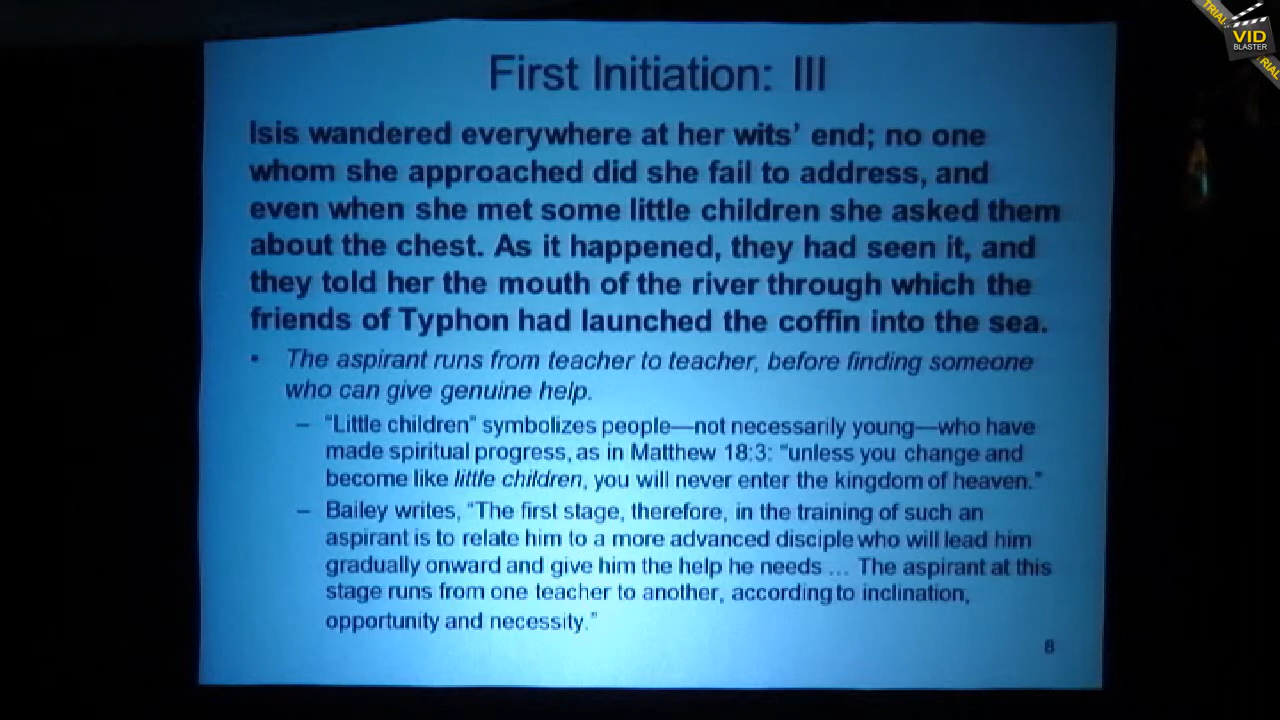 First Initiation: III
Isis wandered everywhere at her wits' end; no one
whom she approached did she fail to address, and
even when she met some little children she asked them
about the chest. As it happened, they had seen it, and
they told her the mouth of the river through which the
friends of Typhon had launched the coffin into the sea.
• The aspirant runs from teacher to teacher, before finding someone
who can give genuine help.
– "Little children" symbolizes people—not necessarily young—who have
made spiritual progress, as in Matthew 18:3: "unless you change and
become like little children, you will never enter the kingdom of heaven."
– Bailey writes, "The first stage, therefore, in the training of such an
aspirant is to relate him to a more advanced disciple who will lead him
gradually onward and give him the help he needs … The aspirant at this
stage runs from one teacher to another, according to inclination,
opportunity and necessity."
8
TRIAL
VID
BLASTER
TRIAL